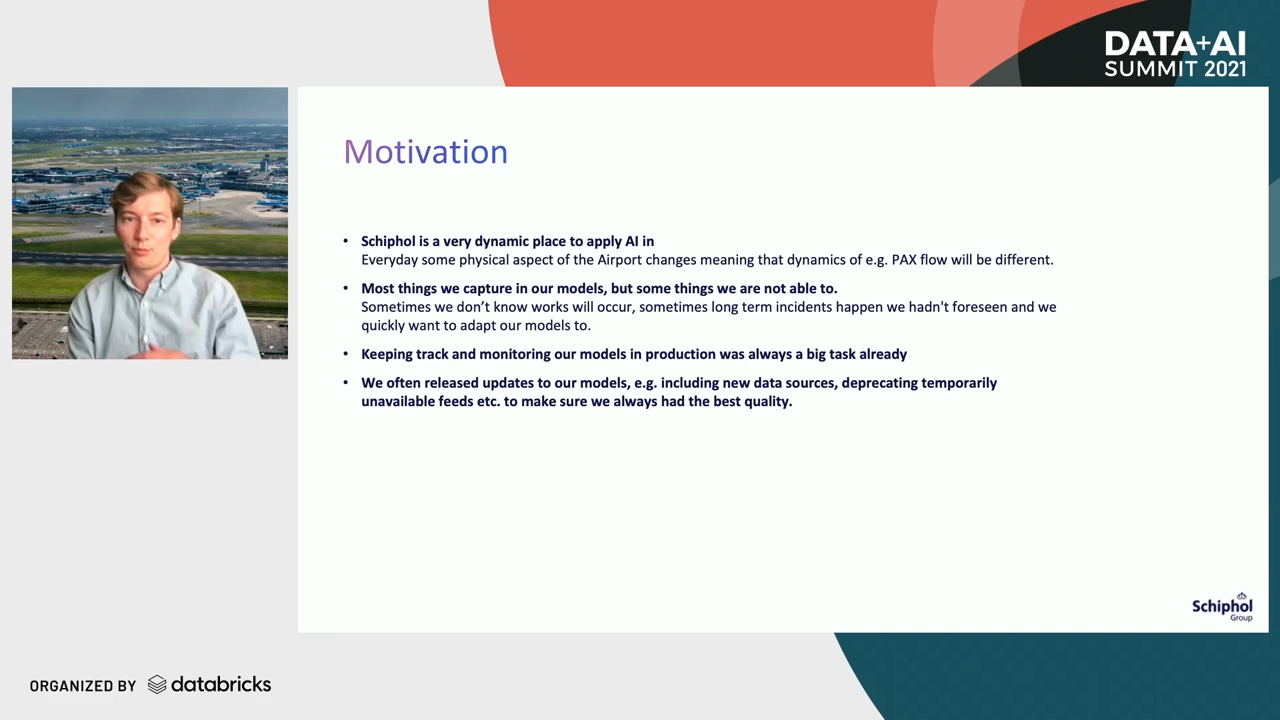 DATA+AI
SUMMIT 2021
Motivation
• Schiphol is a very dynamic place to apply AI in
Everyday some physical aspect of the Airport changes meaning that dynamics of e.g. PAX flow will be different.
• Most things we capture in our models, but some things we are not able to.
Sometimes we don’t know works will occur, sometimes long term incidents happen we hadn't foreseen and we
quickly want to adapt our models to.
• Keeping track and monitoring our models in production was always a big task already
• We often released updates to our models, e.g. including new data sources, deprecating temporarily
unavailable feeds etc. to make sure we always had the best quality.
Schiphol
Group
ORGANIZED BY databricks